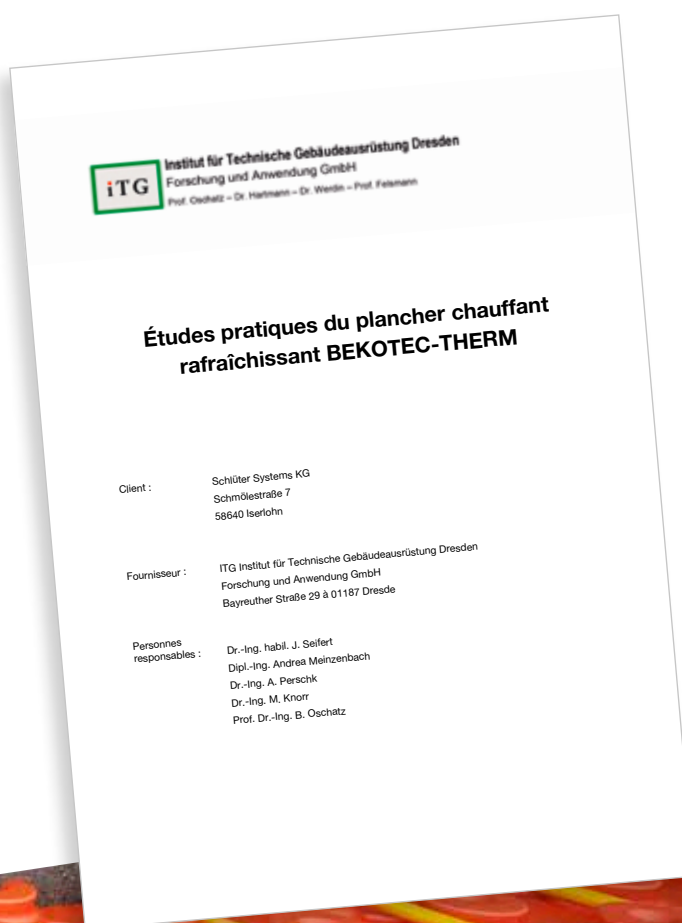 iTG
Institut für Technische Gebäudeausrüstung Dresden
Forschung und Anwendung GmbH
Prof. Oschatz – Dr. Hartmann – Dr. Werdin – Prof. Felsmann
Études pratiques du plancher chauffant
rafraîchissant BEKOTEC-THERM
Client :
Schlüter Systems KG
Schmölestraße 7
58640 Iserlohn
Fournisseur :
ITG Institut für Technische Gebäudeausrüstung Dresden
Forschung und Anwendung GmbH
Bayreuther Straße 29 à 01187 Dresde
Personnes
responsables :
Dr.-Ing. habil. J. Seifert
Dipl.-Ing. Andrea Meinzenbach
Dr.-Ing. A. Perschk
Dr.-Ing. M. Knorr
Prof. Dr.-Ing. B. Oschatz